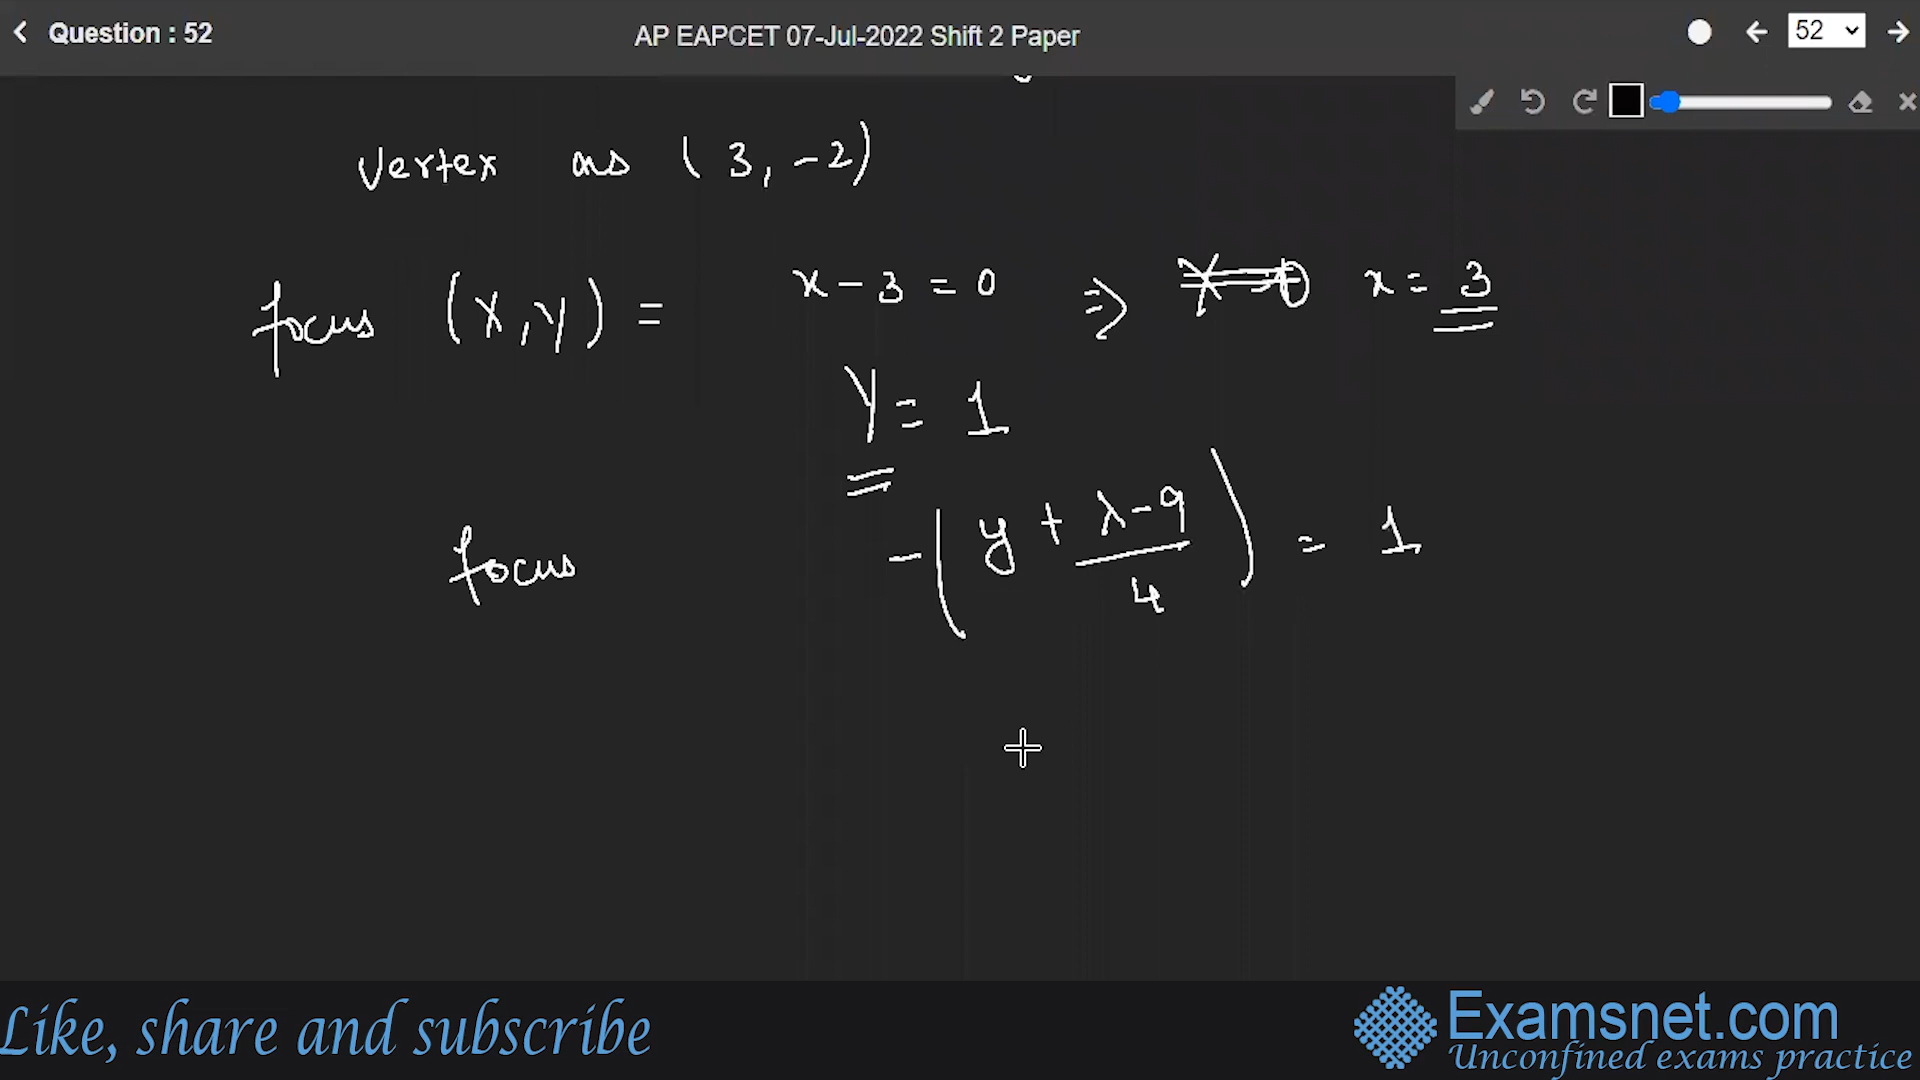 Question : 52
AP EAPCET 07-Jul-2022 Shift 2 Paper
52
Vertex as (3, -2)
focus (X, Y) = x - 3 = 0 ⇒ x = 3
Y = 1
focus -(y + (λ - 9)/4) = 1
Like, share and subscribe
Examsnet.com
Unconfined exams practice